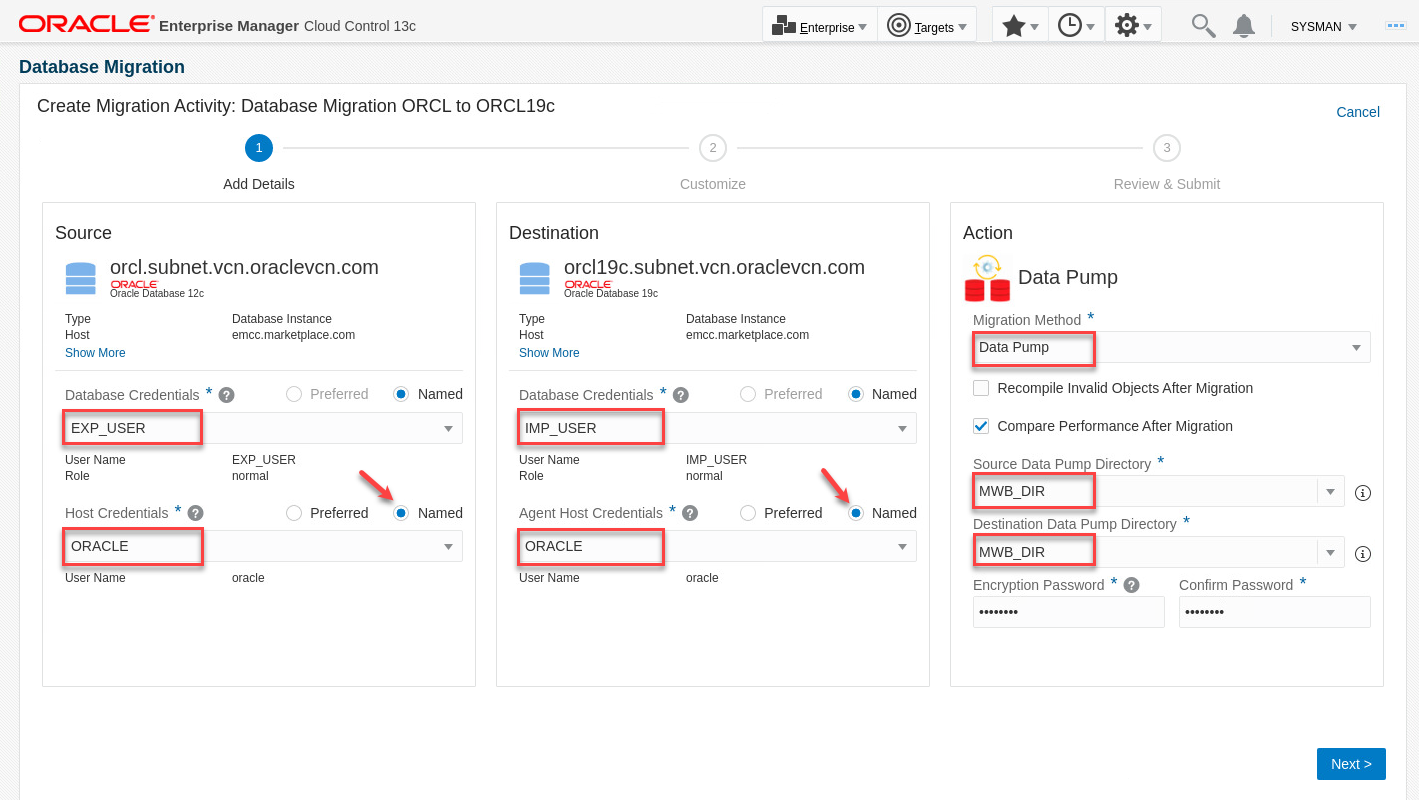 ORACLE Enterprise Manager Cloud Control 13c
Enterprise
Targets
SYSMAN
Database Migration
Create Migration Activity: Database Migration ORCL to ORCL19c
Cancel
1
2
3
Add Details
Customize
Review & Submit
Source
orcl.subnet.vcn.oraclevcn.com
ORACLE
Oracle Database 12c
Type Database Instance
Host emcc.marketplace.com
Show More
Database Credentials * ? Preferred Named
EXP_USER
User Name EXP_USER
Role normal
Host Credentials * ? Preferred Named
ORACLE
User Name oracle
Destination
orcl19c.subnet.vcn.oraclevcn.com
ORACLE
Oracle Database 19c
Type Database Instance
Host emcc.marketplace.com
Show More
Database Credentials * ? Preferred Named
IMP_USER
User Name IMP_USER
Role normal
Agent Host Credentials * ? Preferred Named
ORACLE
User Name oracle
Action
Data Pump
Migration Method *
Data Pump
Recompile Invalid Objects After Migration
Compare Performance After Migration
Source Data Pump Directory *
MWB_DIR
Destination Data Pump Directory *
MWB_DIR
Encryption Password * ? Confirm Password *
•••••••• ••••••••
Next >